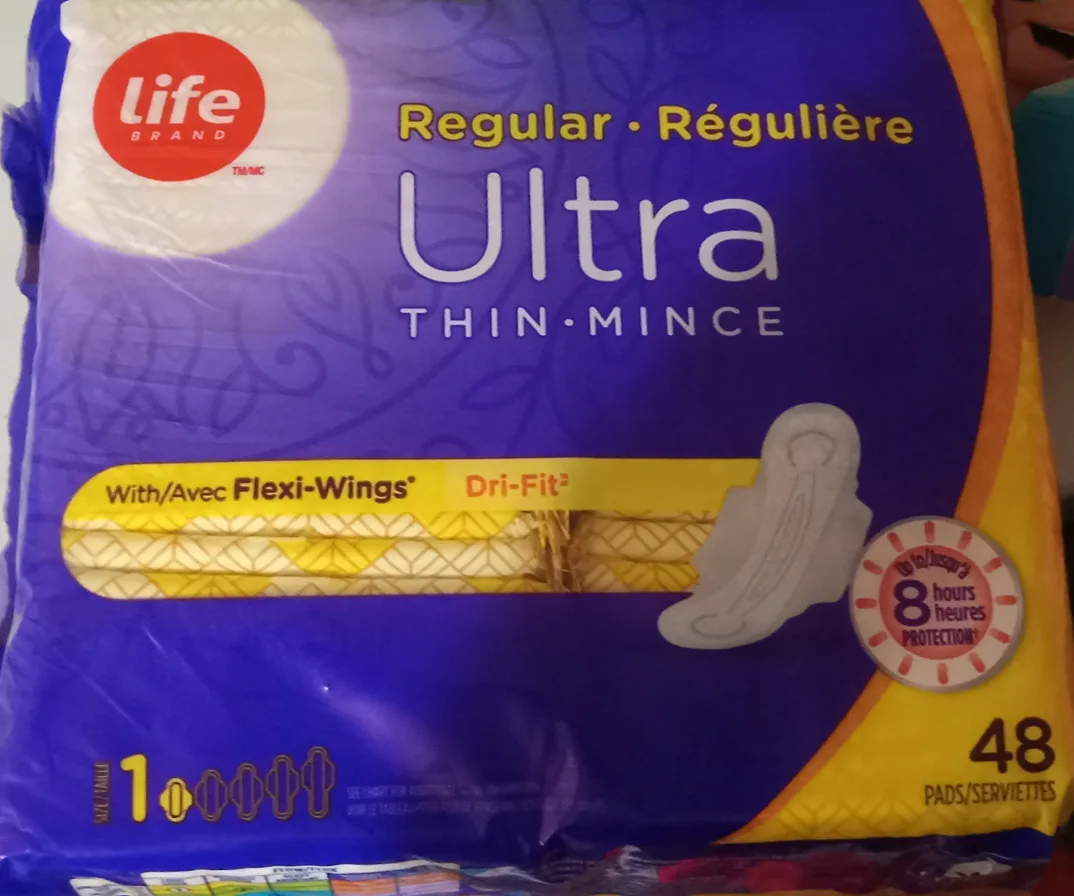 life
BRAND
TM/MC
Regular · Régulière
Ultra
THIN·MINCE
With/Avec Flexi-Wings* Dri-Fit‡
Up to/Jusqu'à
8 hours
heures
PROTECTION†
SIZE/TAILLE
1
48
PADS/SERVIETTES